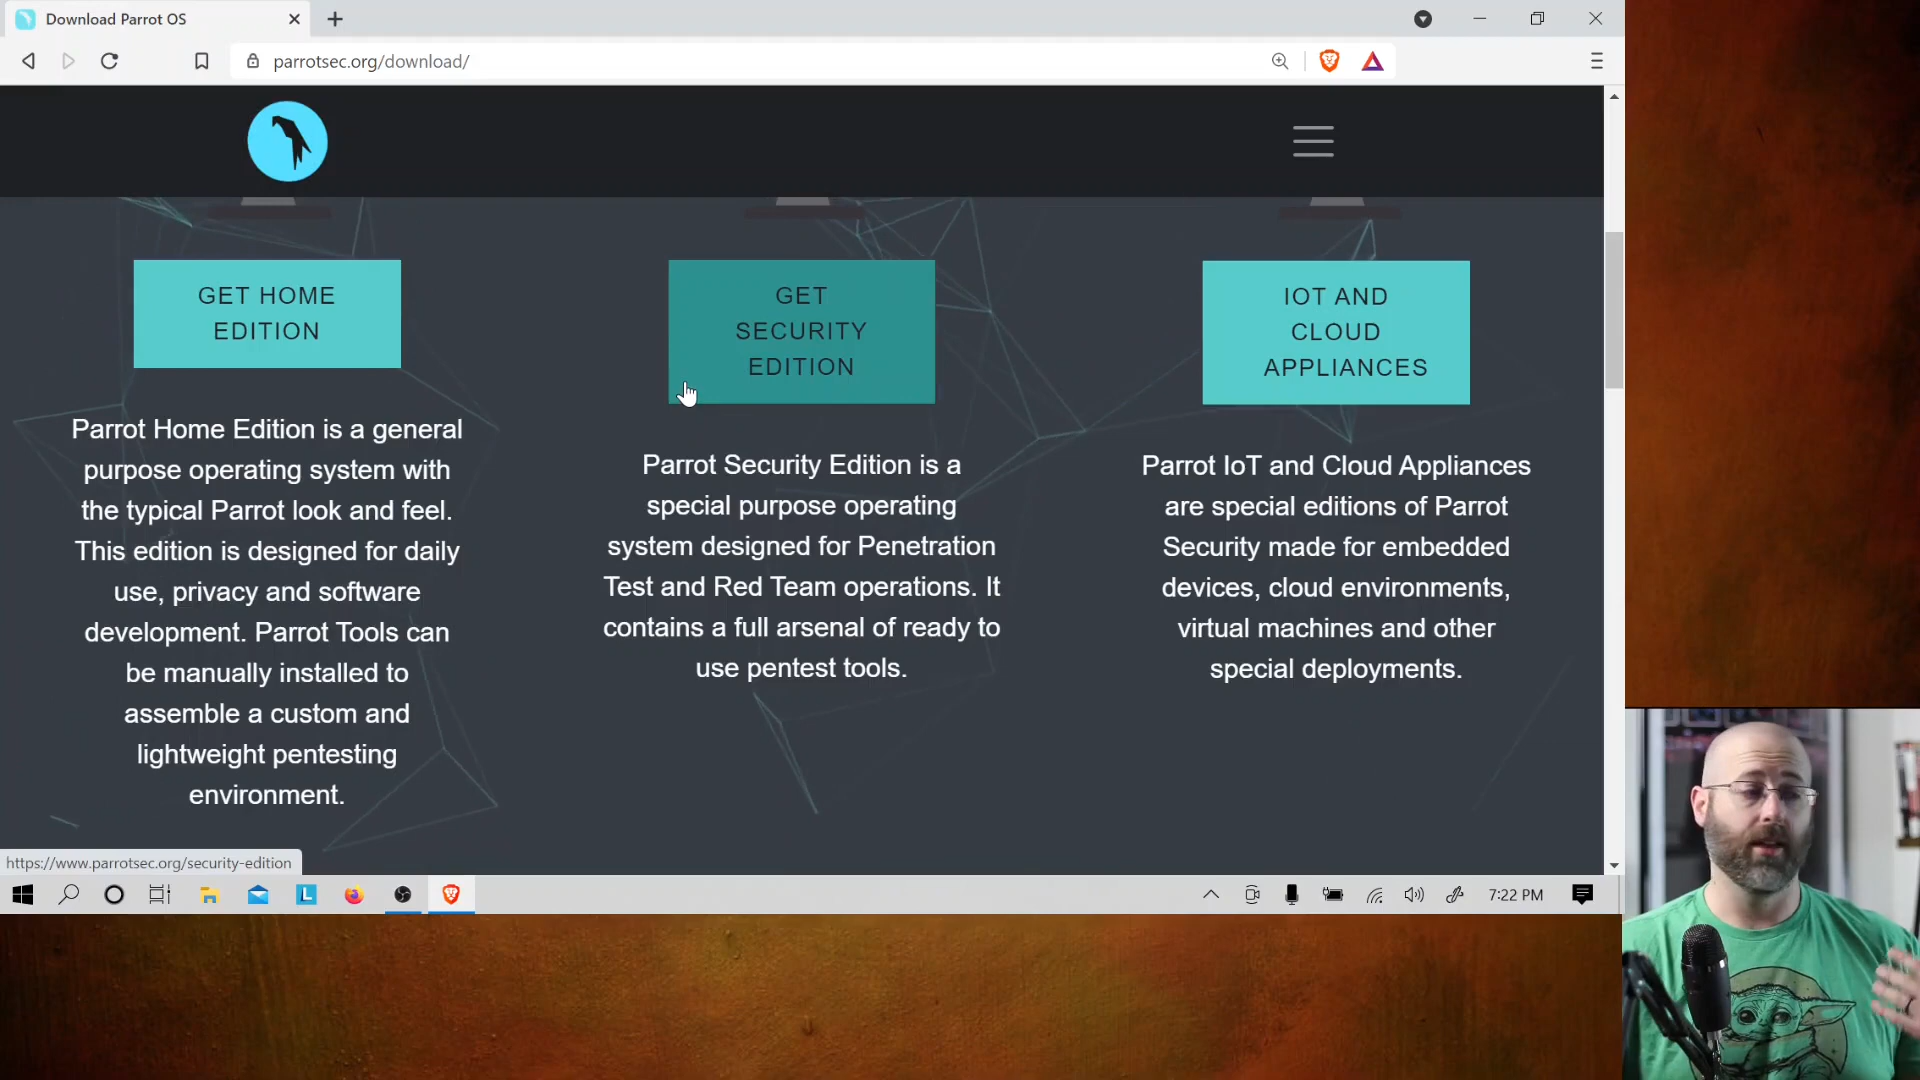 Download Parrot OS
parrotsec.org/download/
GET HOME
EDITION
Parrot Home Edition is a general
purpose operating system with
the typical Parrot look and feel.
This edition is designed for daily
use, privacy and software
development. Parrot Tools can
be manually installed to
assemble a custom and
lightweight pentesting
environment.
GET
SECURITY
EDITION
Parrot Security Edition is a
special purpose operating
system designed for Penetration
Test and Red Team operations. It
contains a full arsenal of ready to
use pentest tools.
IOT AND
CLOUD
APPLIANCES
Parrot IoT and Cloud Appliances
are special editions of Parrot
Security made for embedded
devices, cloud environments,
virtual machines and other
special deployments.
https://www.parrotsec.org/security-edition
L
7:22 PM